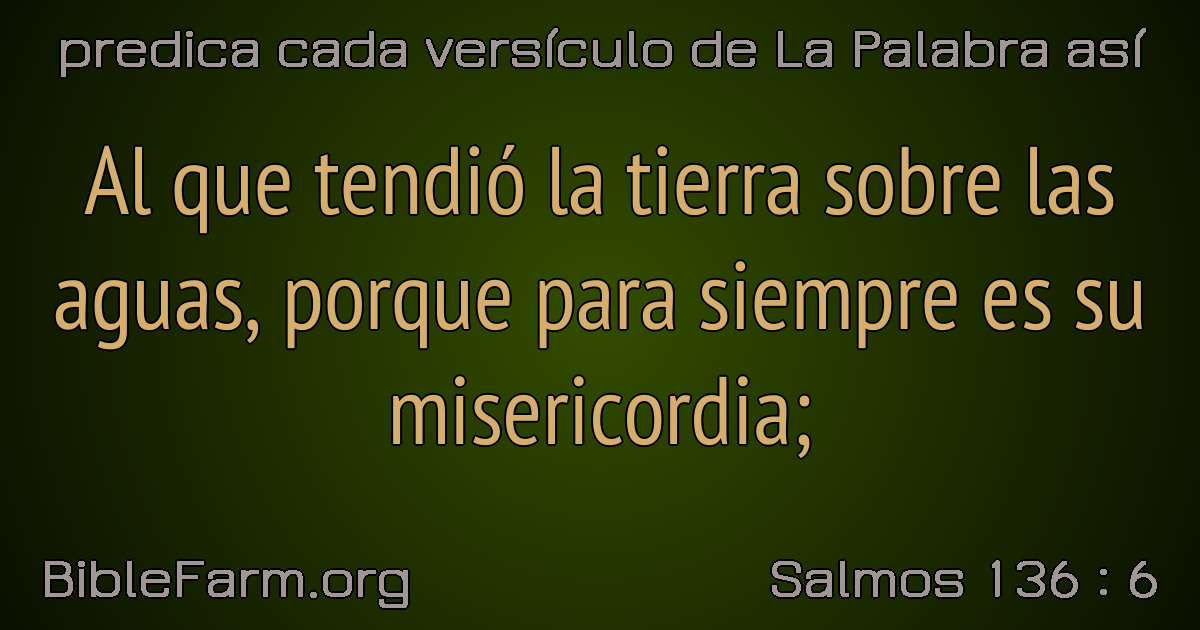 predica cada versículo de La Palabra así
Al que tendió la tierra sobre las
aguas, porque para siempre es su
misericordia;
BibleFarm.org
Salmos 136 : 6